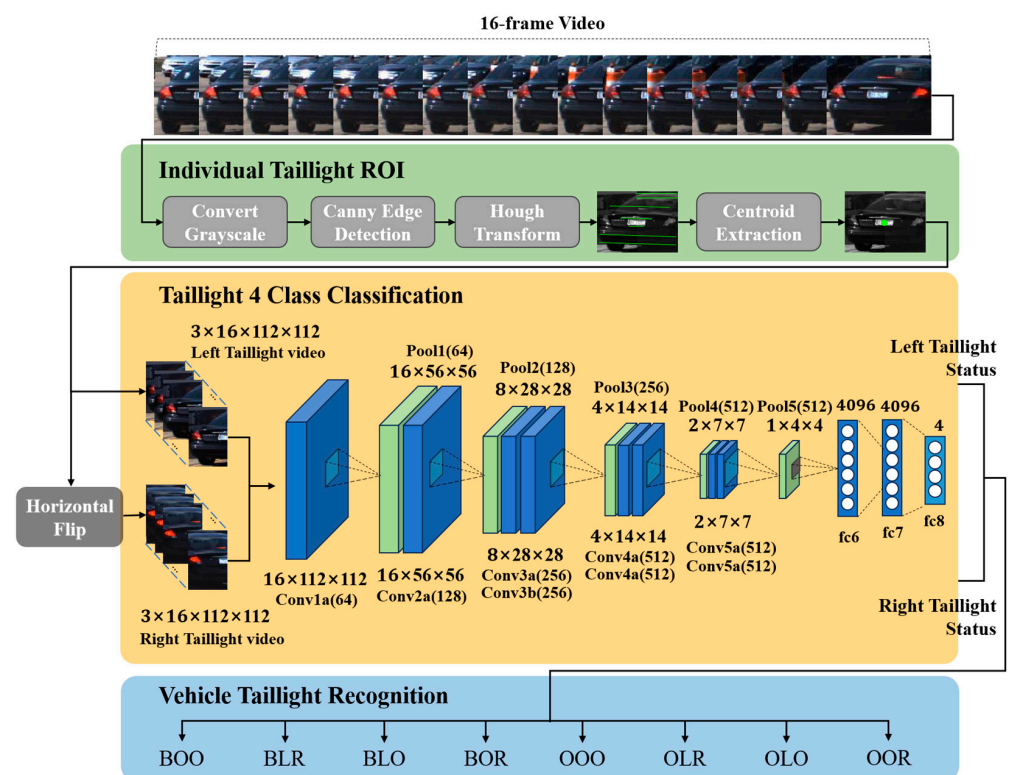 16-frame Video
Individual Taillight ROI
Convert
Grayscale
Canny Edge
Detection
Hough
Transform
Centroid
Extraction
Taillight 4 Class Classification
3×16×112×112
Left Taillight video
Horizontal
Flip
3×16×112×112
Right Taillight video
16×112×112
Conv1a(64)
Pool1(64)
16×56×56
16×56×56
Conv2a(128)
Pool2(128)
8×28×28
8×28×28
Conv3a(256)
Conv3b(256)
Pool3(256)
4×14×14
4×14×14
Conv4a(512)
Conv4a(512)
Pool4(512)
2×7×7
2×7×7
Conv5a(512)
Conv5a(512)
Pool5(512)
1×4×4
4096
fc6
4096
fc7
4
fc8
Left Taillight
Status
Right Taillight
Status
Vehicle Taillight Recognition
BOO BLR BLO BOR OOO OLR OLO OOR